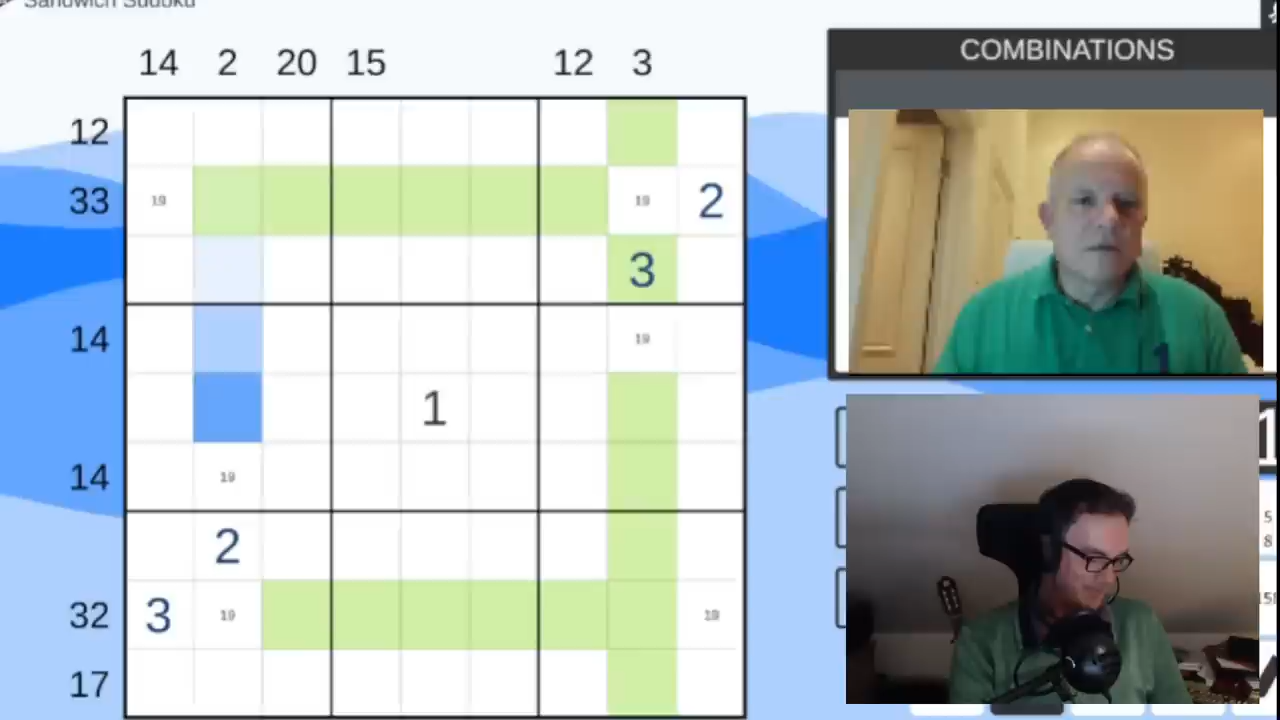 Sandwich Sudoku
COMBINATIONS
14 2 20 15 12 3
12
33 19 19 2
3
14 19
1
14 19
2
32 3 19 19
17